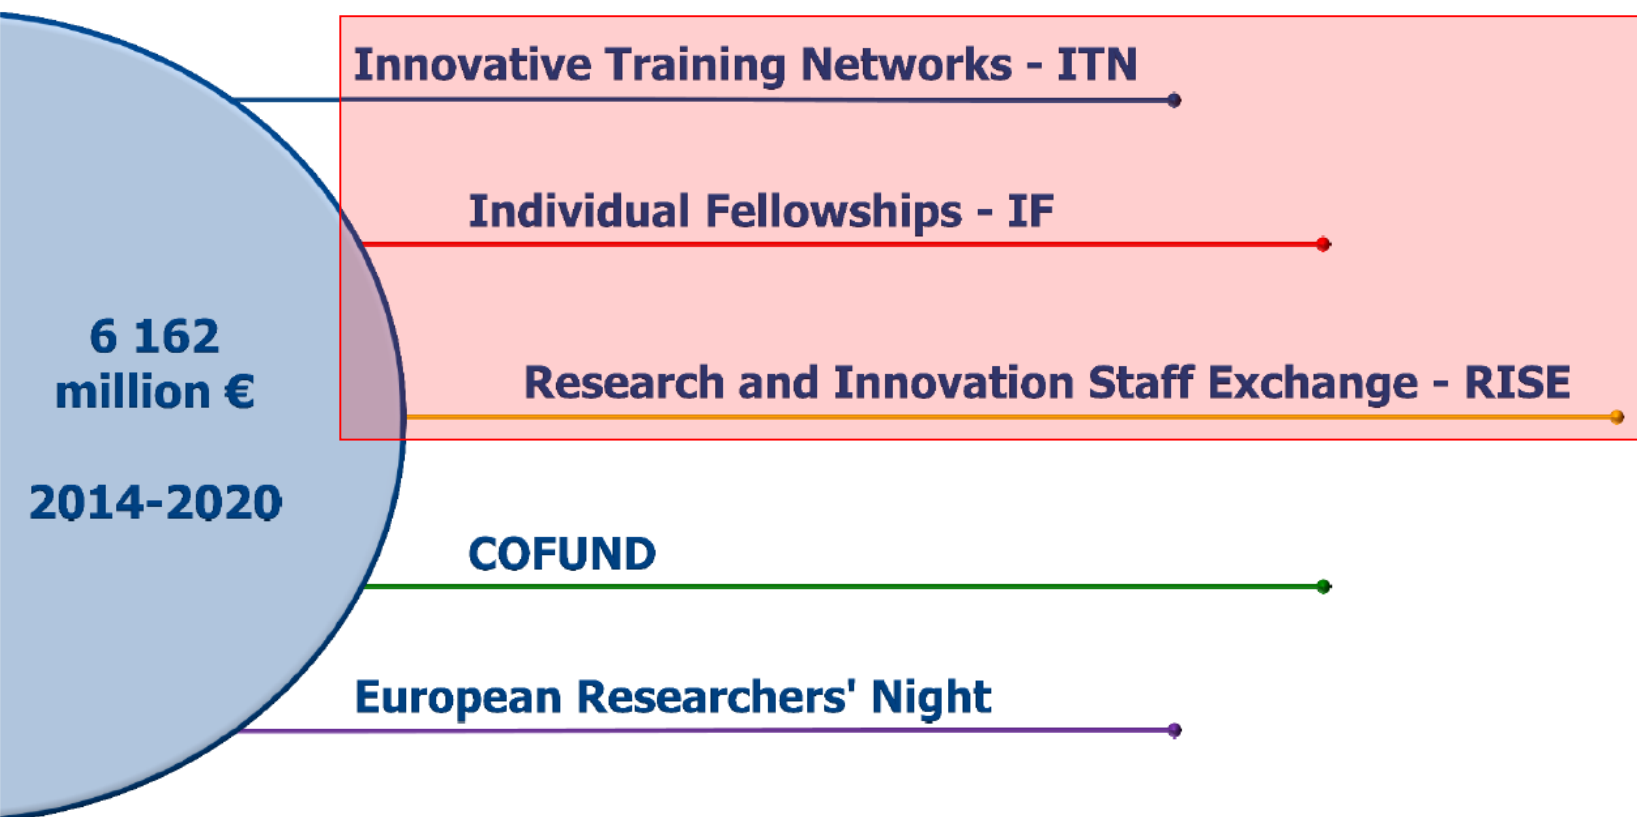 Innovative Training Networks - ITN
Individual Fellowships - IF
6 162
million €
2014-2020
Research and Innovation Staff Exchange - RISE
COFUND
European Researchers' Night